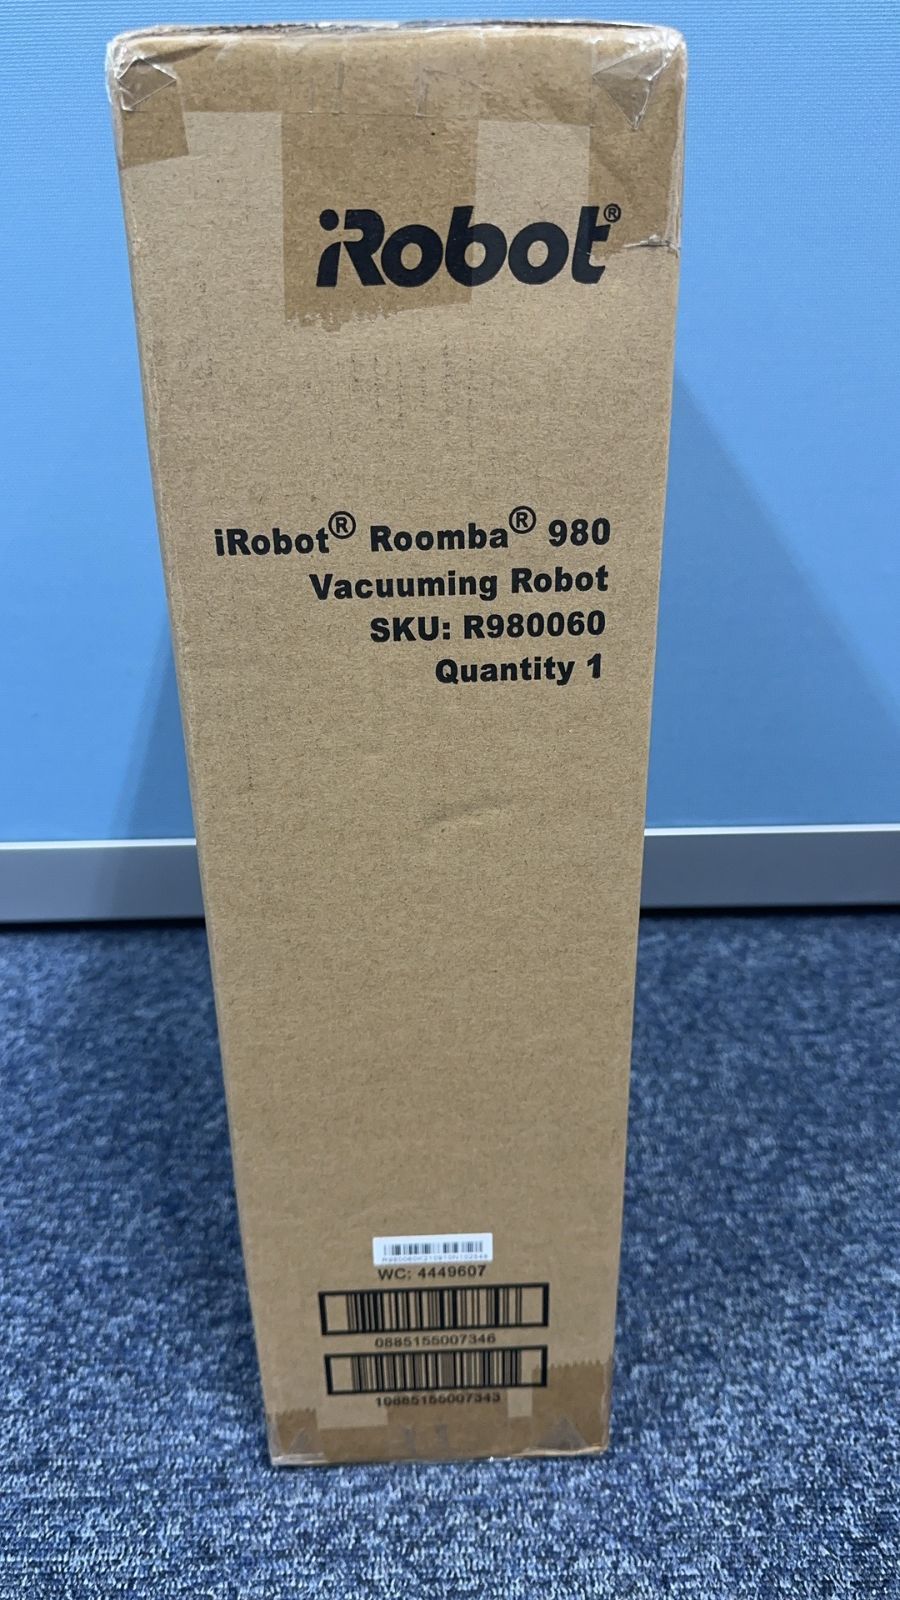 iRobot®
iRobot® Roomba® 980
Vacuuming Robot
SKU: R980060
Quantity 1
WC: 4449607
0885155007346
10885155007343